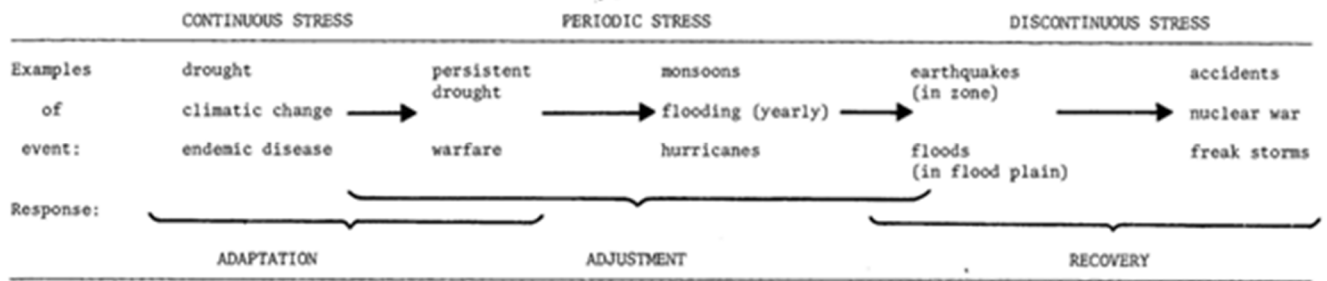 CONTINUOUS STRESS PERIODIC STRESS DISCONTINUOUS STRESS
Examples drought persistent monsoons earthquakes accidents
drought (in zone)
of climatic change flooding (yearly) nuclear war
event: endemic disease warfare hurricanes floods freak storms
(in flood plain)
Response:
ADAPTATION ADJUSTMENT RECOVERY